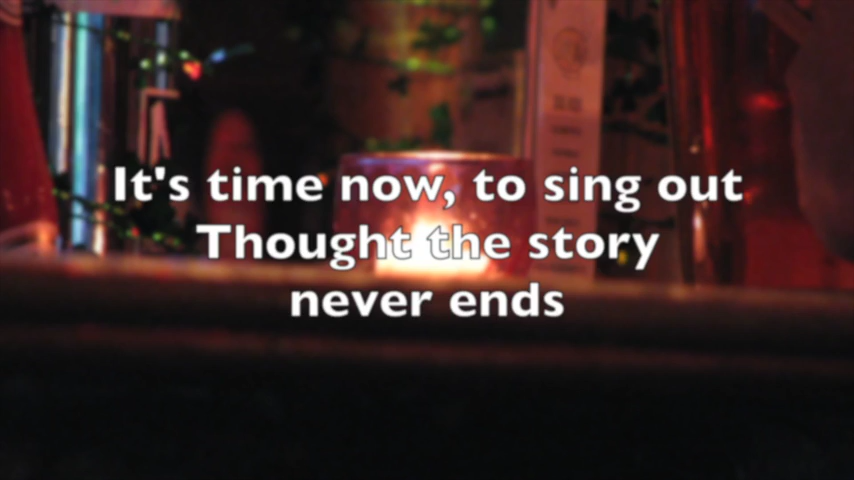 It's time now, to sing out
Thought the story
never ends